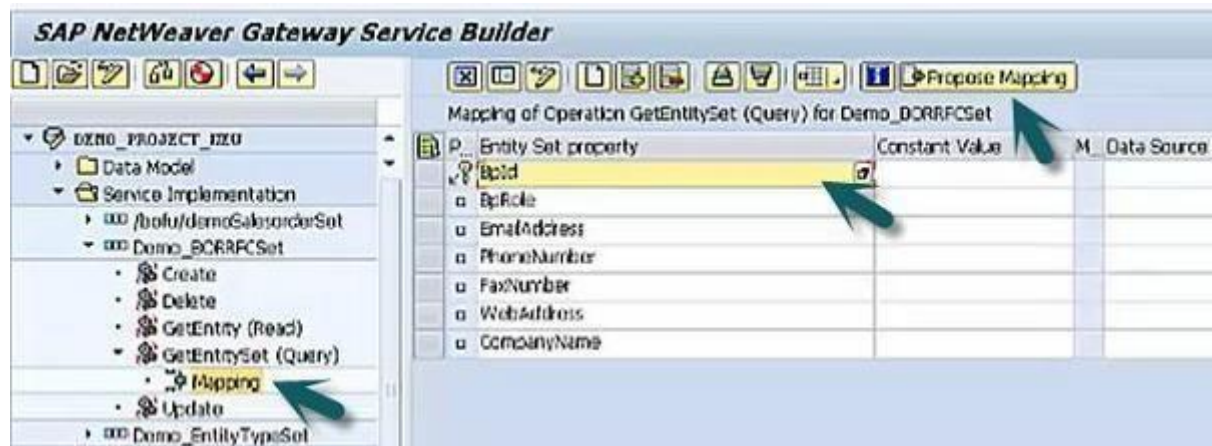 SAP NetWeaver Gateway Service Builder
Propose Mapping
Mapping of Operation GetEntitySet (Query) for Demo_BORRFCSet
DEMO_PROJECT_UZU
Data Model
Service Implementation
/bofu/demoSalesorderSet
Demo_BORRFCSet
Create
Delete
GetEntity (Read)
GetEntitySet (Query)
Mapping
Update
Demo_EntityTypeSet
P... Entity Set property Constant Value M... Data Source
BpId
BpRole
EmailAddress
PhoneNumber
FaxNumber
WebAddress
CompanyName